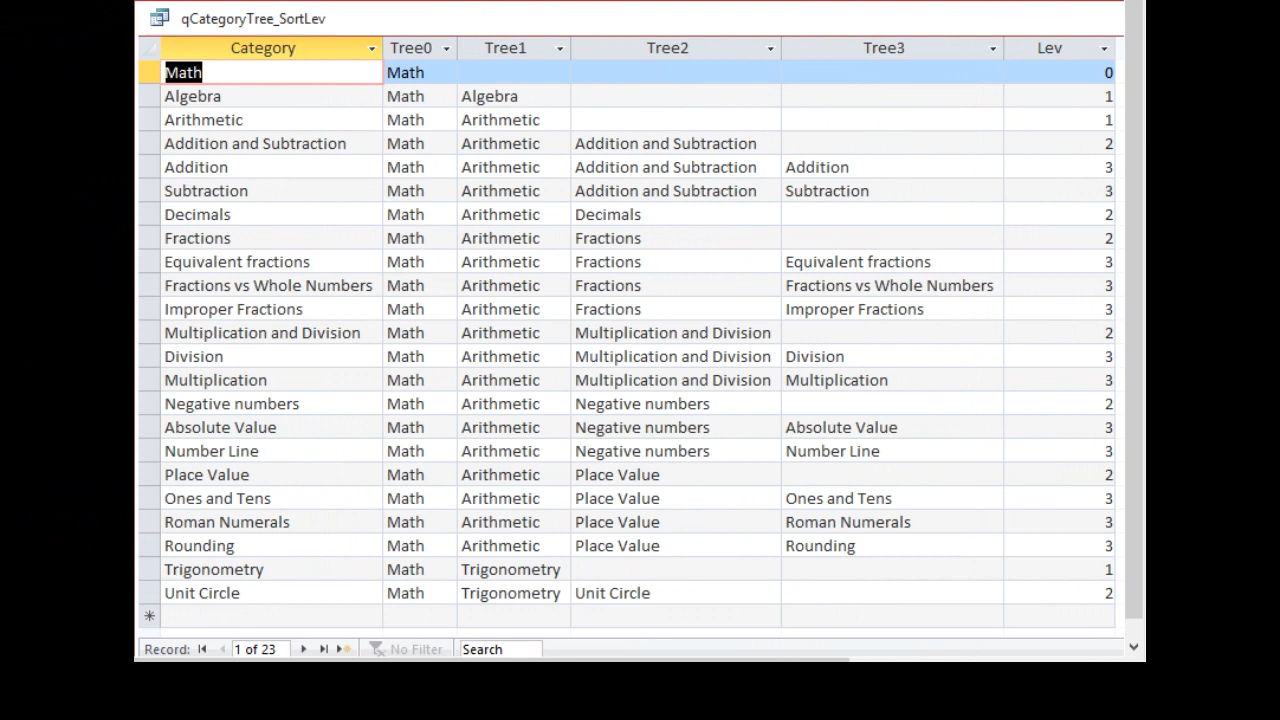 qCategoryTree_SortLev
Category Tree0 Tree1 Tree2 Tree3 Lev
Math Math 0
Algebra Math Algebra 1
Arithmetic Math Arithmetic 1
Addition and Subtraction Math Arithmetic Addition and Subtraction 2
Addition Math Arithmetic Addition and Subtraction Addition 3
Subtraction Math Arithmetic Addition and Subtraction Subtraction 3
Decimals Math Arithmetic Decimals 2
Fractions Math Arithmetic Fractions 2
Equivalent fractions Math Arithmetic Fractions Equivalent fractions 3
Fractions vs Whole Numbers Math Arithmetic Fractions Fractions vs Whole Numbers 3
Improper Fractions Math Arithmetic Fractions Improper Fractions 3
Multiplication and Division Math Arithmetic Multiplication and Division 2
Division Math Arithmetic Multiplication and Division Division 3
Multiplication Math Arithmetic Multiplication and Division Multiplication 3
Negative numbers Math Arithmetic Negative numbers 2
Absolute Value Math Arithmetic Negative numbers Absolute Value 3
Number Line Math Arithmetic Negative numbers Number Line 3
Place Value Math Arithmetic Place Value 2
Ones and Tens Math Arithmetic Place Value Ones and Tens 3
Roman Numerals Math Arithmetic Place Value Roman Numerals 3
Rounding Math Arithmetic Place Value Rounding 3
Trigonometry Math Trigonometry 1
Unit Circle Math Trigonometry Unit Circle 2
Record: 1 of 23 No Filter Search